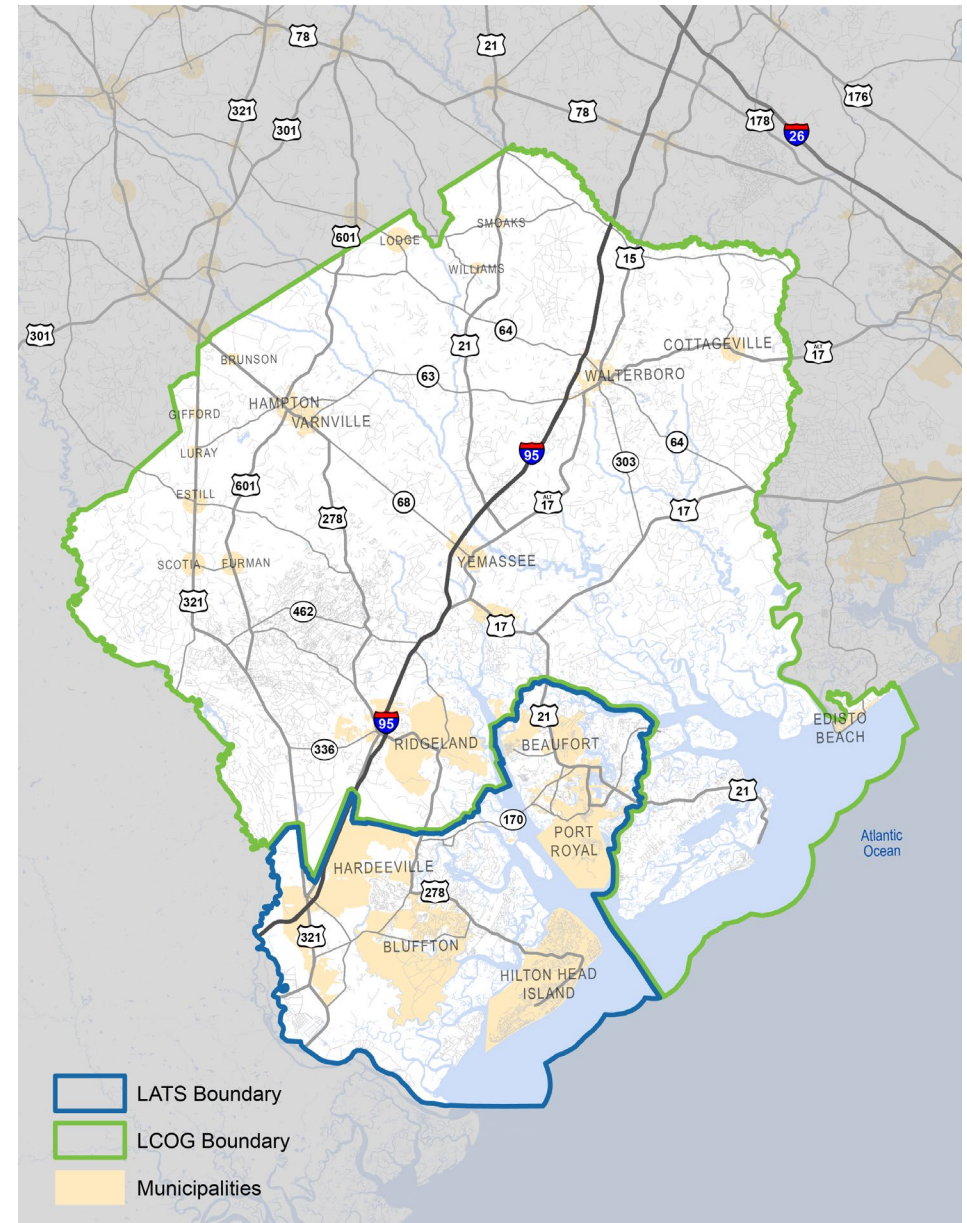 78
21
321
301
78
178
176
26
601
SMOAKS
LODGE
15
WILLIAMS
301
64
21
COTTAGEVILLE
ALT
17
BRUNSON
63
WALTERBORO
HAMPTON
GIFFORD
VARNVILLE
64
LURAY
95
303
601
ESTILL
68
ALT
17
17
278
YEMASSEE
SCOTIA
FURMAN
321
462
17
95
21
EDISTO
BEACH
336
RIDGELAND
BEAUFORT
21
170
PORT
ROYAL
Atlantic
Ocean
HARDEEVILLE
278
321
BLUFFTON
HILTON HEAD
ISLAND
LATS Boundary
LCOG Boundary
Municipalities